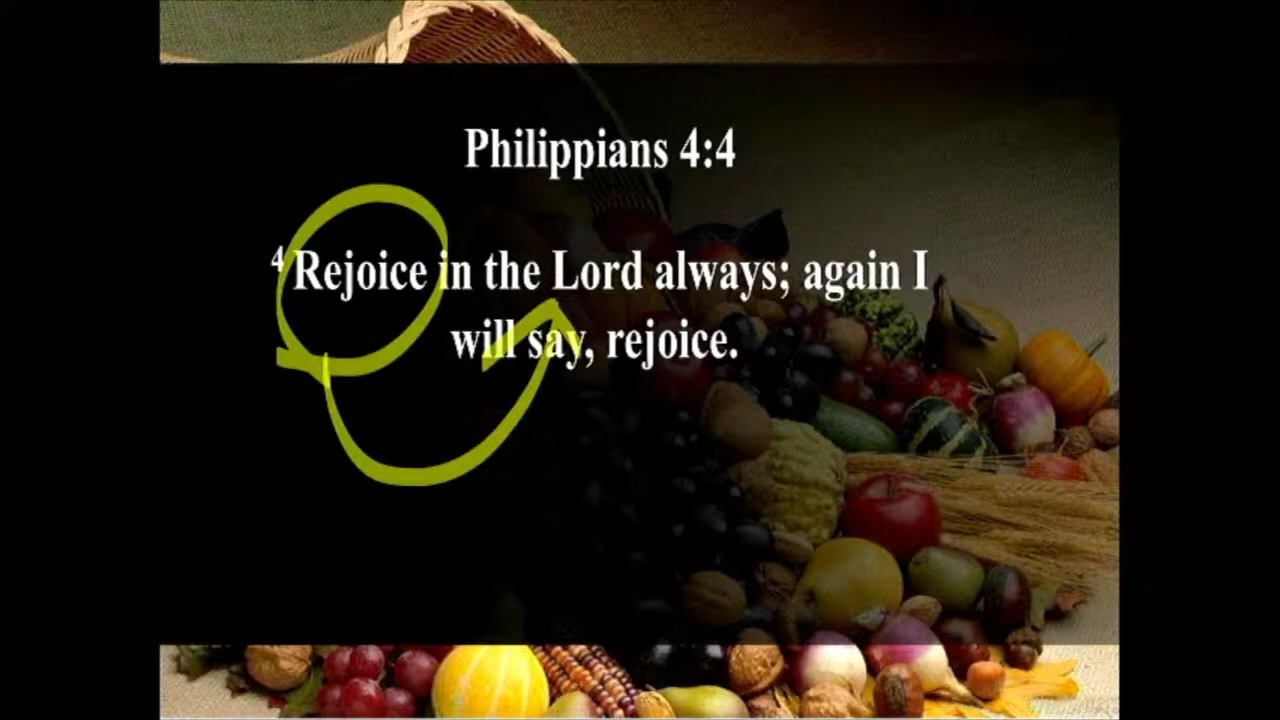 Philippians 4:4
4 Rejoice in the Lord always; again I
will say, rejoice.